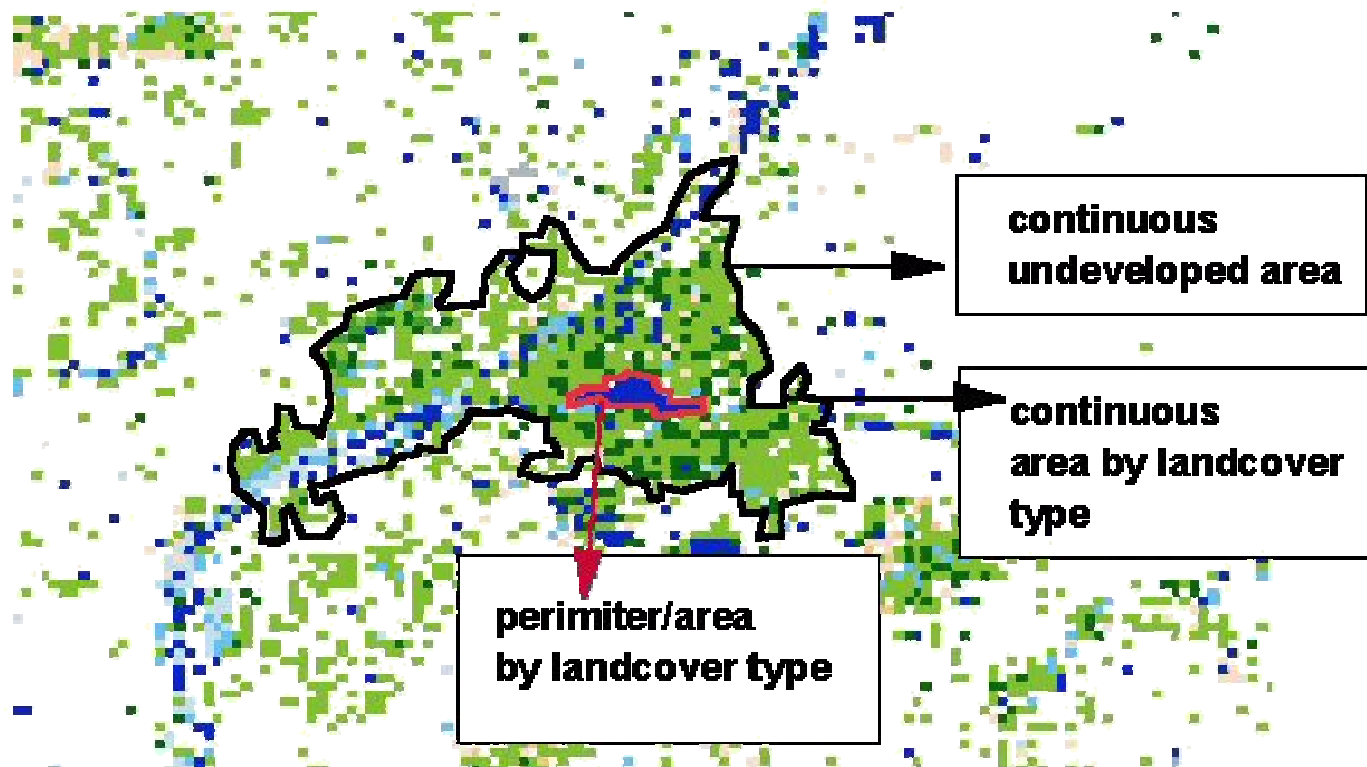 continuous
undeveloped area
continuous
area by landcover
type
perimiter/area
by landcover type